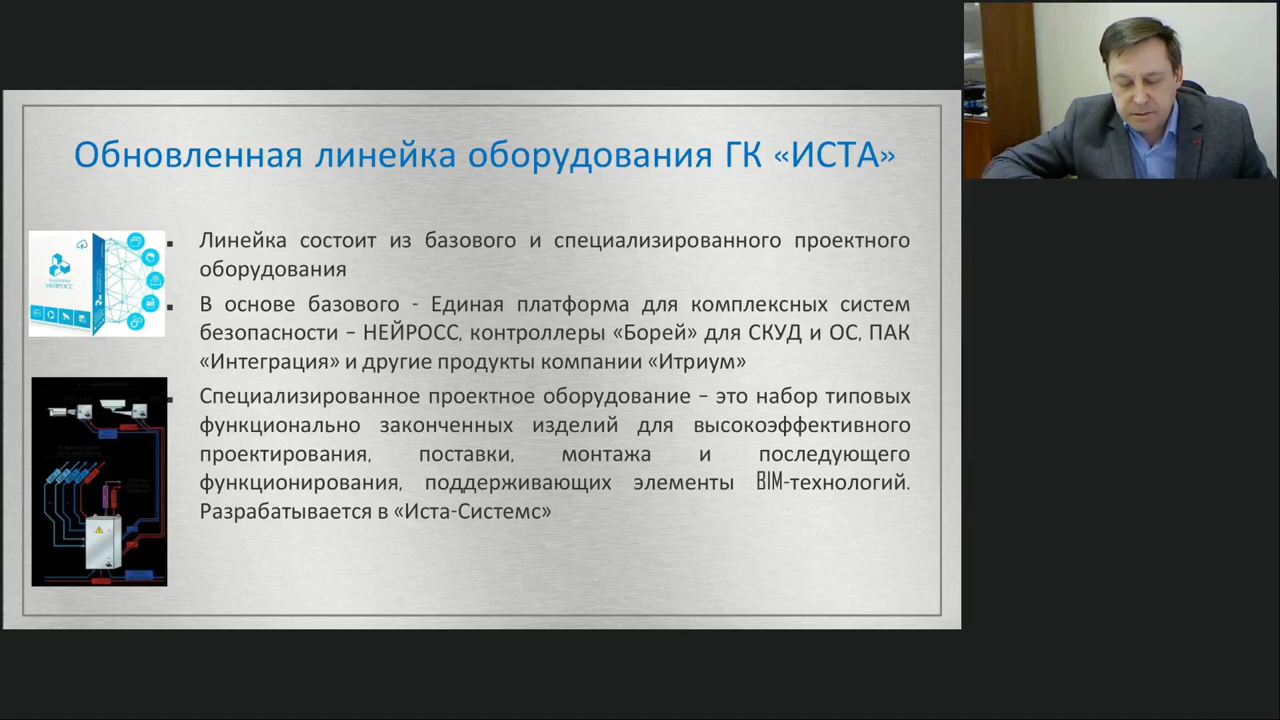 Обновленная линейка оборудования ГК «ИСТА»
Линейка состоит из базового и специализированного проектного
оборудования
В основе базового - Единая платформа для комплексных систем
безопасности – НЕЙРОСС, контроллеры «Борей» для СКУД и ОС, ПАК
«Интеграция» и другие продукты компании «Итриум»
Специализированное проектное оборудование – это набор типовых
функционально законченных изделий для высокоэффективного
проектирования, поставки, монтажа и последующего
функционирования, поддерживающих элементы BIM-технологий.
Разрабатывается в «Иста-Системс»
НЕЙРОСС